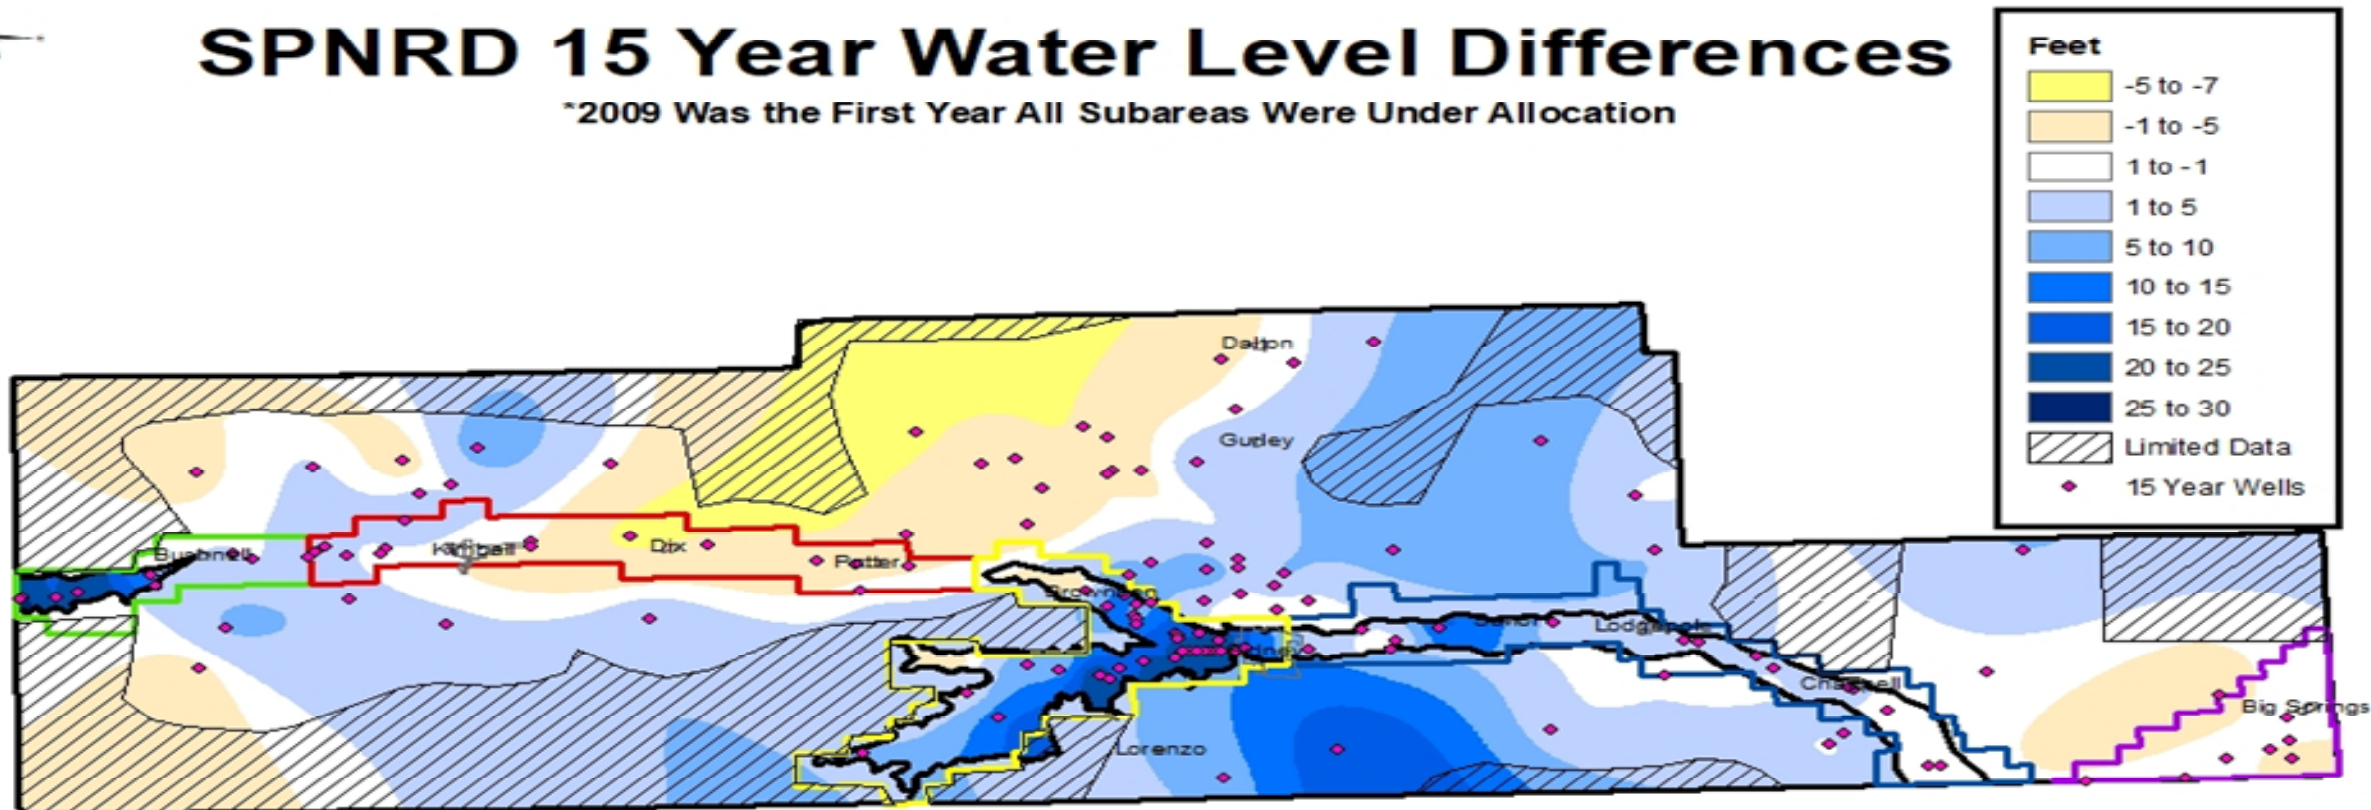 SPNRD 15 Year Water Level Differences
*2009 Was the First Year All Subareas Were Under Allocation
Feet
-5 to -7
-1 to -5
1 to -1
1 to 5
5 to 10
10 to 15
15 to 20
20 to 25
25 to 30
Limited Data
15 Year Wells
Dalton
Gurley
Bushnell
Kimball
Dix
Potter
Brownson
Lodgepole
Chappell
Big Springs
Lorenzo